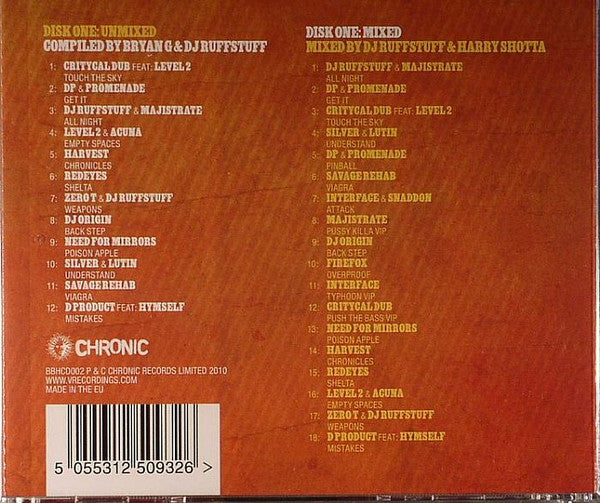 DISK ONE: UNMIXED
COMPILED BY BRYAN G & DJ RUFFSTUFF
1: CRITYCAL DUB FEAT: LEVEL 2
TOUCH THE SKY
2: DP & PROMENADE
GET IT
3: DJ RUFFSTUFF & MAJISTRATE
ALL NIGHT
4: LEVEL 2 & ACUNA
EMPTY SPACES
5: HARVEST
CHRONICLES
6: REDEYES
SHELTA
7: ZERO T & DJ RUFFSTUFF
WEAPONS
8: DJ ORIGIN
BACK STEP
9: NEED FOR MIRRORS
POISON APPLE
10: SILVER & LUTIN
UNDERSTAND
11: SAVAGE REHAB
VIAGRA
12: D PRODUCT FEAT: HYMSELF
MISTAKES
CHRONIC
BBHCD002 P & C CHRONIC RECORDS LIMITED 2010
WWW.VRECORDINGS.COM
MADE IN THE EU
5 055312 509326 >
DISK ONE: MIXED
MIXED BY DJ RUFFSTUFF & HARRY SHOTTA
1: DJ RUFFSTUFF & MAJISTRATE
ALL NIGHT
2: DP & PROMENADE
GET IT
3: CRITYCAL DUB FEAT: LEVEL 2
TOUCH THE SKY
4: SILVER & LUTIN
UNDERSTAND
5: DP & PROMENADE
PINBALL
6: SAVAGE REHAB
VIAGRA
7: INTERFACE & SNADDON
ATTACK
8: MAJISTRATE
PUSSY KILLA VIP
9: DJ ORIGIN
BACK STEP
10: FIREFOX
OVERPROOF
11: INTERFACE
TYPHOON VIP
12: CRITYCAL DUB
PUSH THE BASS VIP
13: NEED FOR MIRRORS
POISON APPLE
14: HARVEST
CHRONICLES
15: REDEYES
SHELTA
16: LEVEL 2 & ACUNA
EMPTY SPACES
17: ZERO T & DJ RUFFSTUFF
WEAPONS
18: D PRODUCT FEAT: HYMSELF
MISTAKES